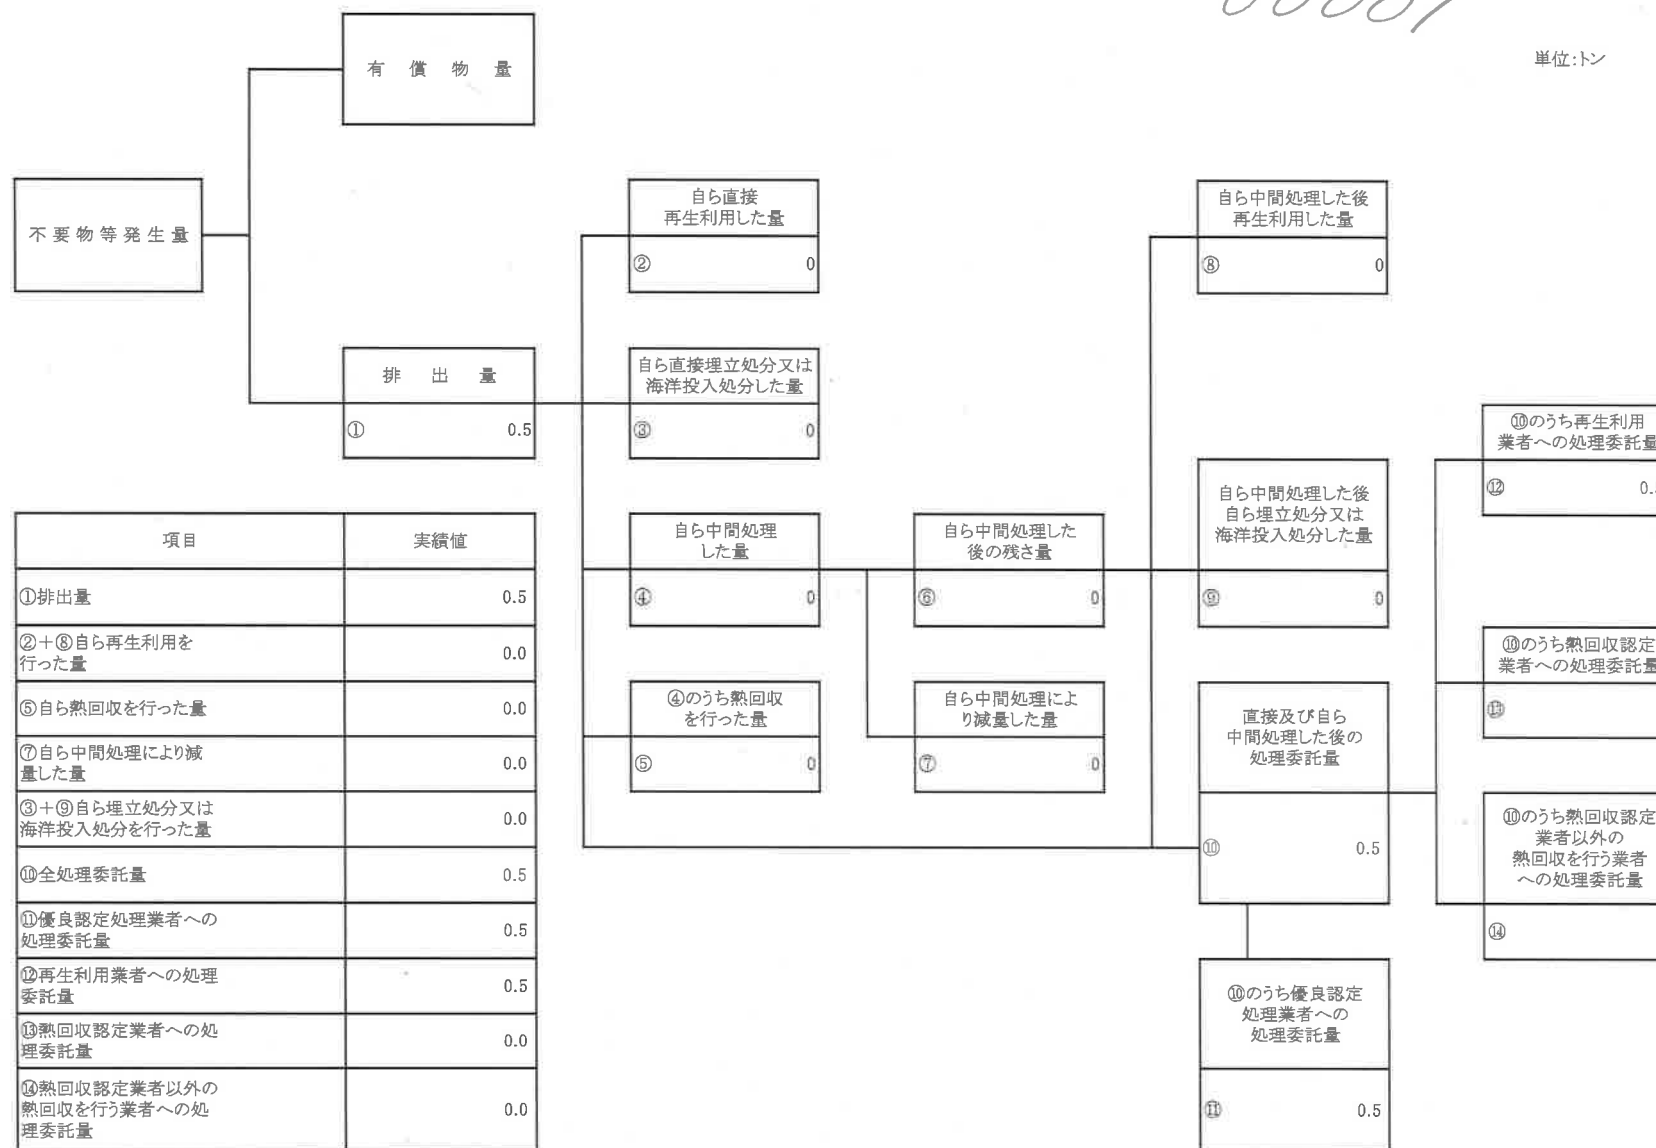 単位:トン
有償物量
不要物等発生量
自ら直接
再生利用した量
② 0
自ら中間処理した後
再生利用した量
⑧ 0
排出量
① 0.5
自ら直接埋立処分又は
海洋投入処分した量
③ 0
⑩のうち再生利用
業者への処理委託量
⑫
自ら中間処理
した量
④ 0
自ら中間処理した
後の残さ量
⑥ 0
自ら中間処理した後
自ら埋立処分又は
海洋投入処分した量
⑨ 0
④のうち熱回収
を行った量
⑤ 0
自ら中間処理によ
り減量した量
⑦ 0
直接及び自ら
中間処理した後の
処理委託量
⑩ 0.5
⑩のうち熱回収認定
業者への処理委託量
⑬
⑩のうち熱回収認定
業者以外の
熱回収を行う業者
への処理委託量
⑭
⑩のうち優良認定
処理業者への
処理委託量
⑪ 0.5
項目 実績値
①排出量 0.5
②+⑧自ら再生利用を
行った量 0.0
⑤自ら熱回収を行った量 0.0
⑦自ら中間処理により減
量した量 0.0
③+⑨自ら埋立処分又は
海洋投入処分を行った量 0.0
⑩全処理委託量 0.5
⑪優良認定処理業者への
処理委託量 0.5
⑫再生利用業者への処理
委託量 0.5
⑬熱回収認定業者への処
理委託量 0.0
⑭熱回収認定業者以外の
熱回収を行う業者への処
理委託量 0.0